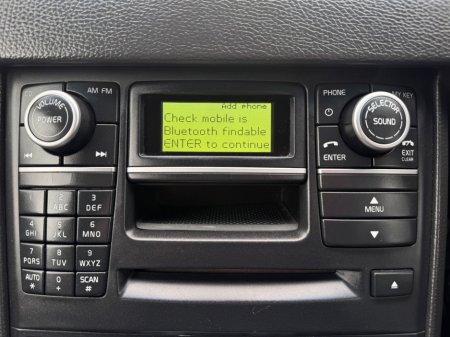 AM FM
VOLUME
POWER
Add phone
Check mobile is
Bluetooth findable
ENTER to continue
PHONE
MY KEY
SELECTOR
SOUND
ENTER
EXIT
CLEAR
MENU
1
2
ABC
3
DEF
4
GHI
5
JKL
6
MNO
7
PQRS
8
TUV
9
WXYZ
AUTO
*
0
+
SCAN
#